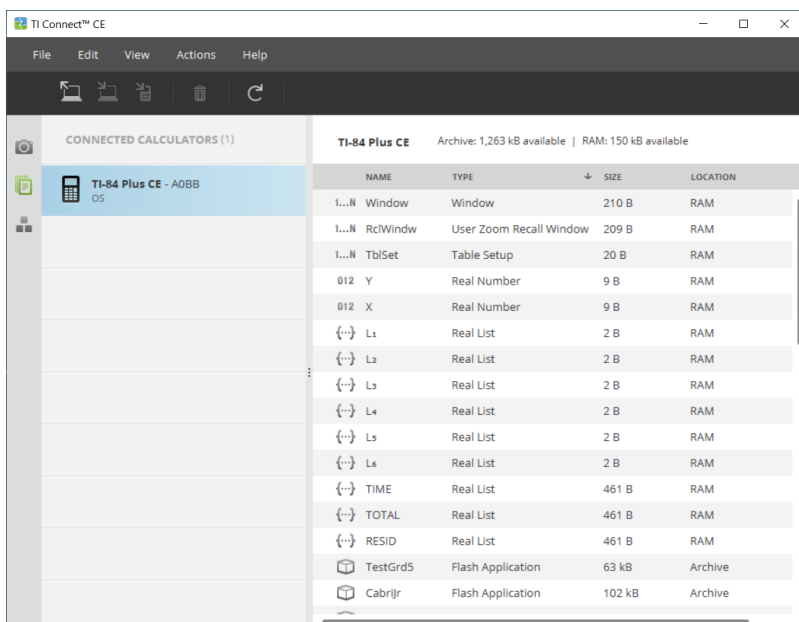 TI Connect™ CE
File Edit View Actions Help
CONNECTED CALCULATORS (1)
TI-84 Plus CE - A0BB
OS
TI-84 Plus CE Archive: 1,263 kB available | RAM: 150 kB available
NAME TYPE SIZE LOCATION
1...N Window Window 210 B RAM
1...N RclWindw User Zoom Recall Window 209 B RAM
1...N TblSet Table Setup 20 B RAM
012 Y Real Number 9 B RAM
012 X Real Number 9 B RAM
{...} L₁ Real List 2 B RAM
{...} L₂ Real List 2 B RAM
{...} L₃ Real List 2 B RAM
{...} L₄ Real List 2 B RAM
{...} L₅ Real List 2 B RAM
{...} L₆ Real List 2 B RAM
{...} TIME Real List 461 B RAM
{...} TOTAL Real List 461 B RAM
{...} RESID Real List 461 B RAM
TestGrd5 Flash Application 63 kB Archive
CabriJr Flash Application 102 kB Archive